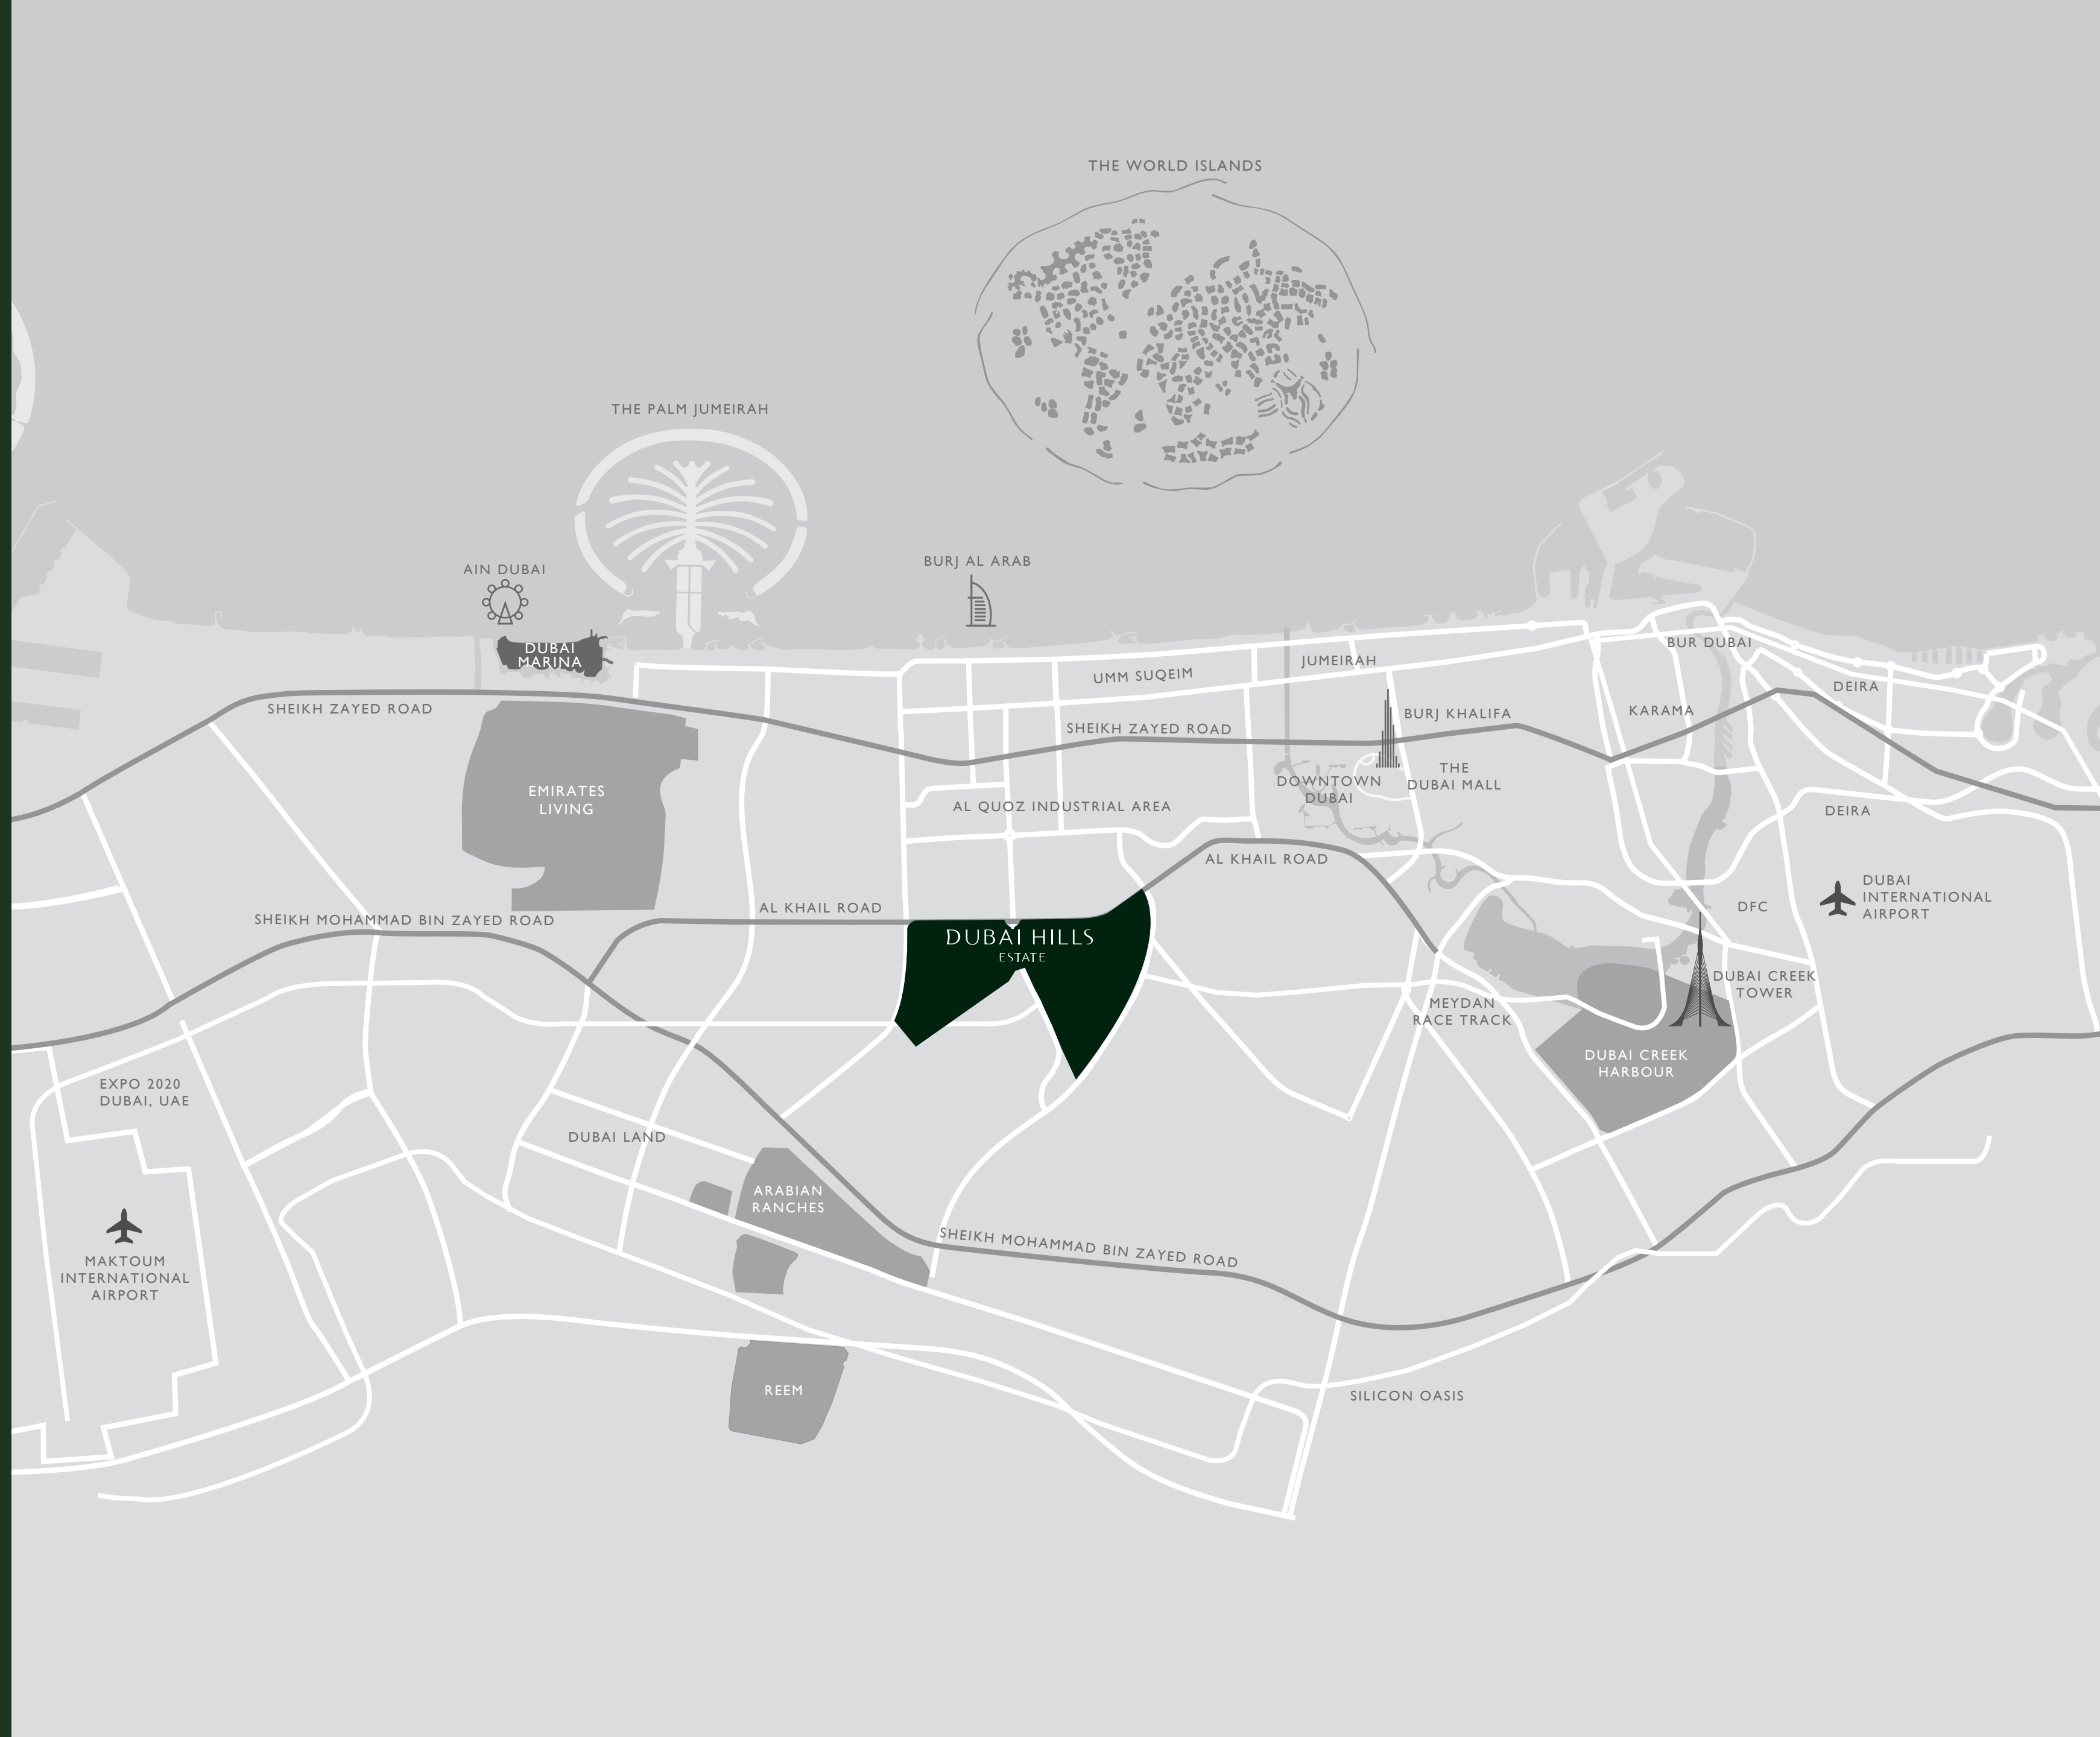 THE WORLD ISLANDS
THE PALM JUMEIRAH
AIN DUBAI
BURJ AL ARAB
DUBAI
MARINA
BUR DUBAI
JUMEIRAH
UMM SUQEIM
DEIRA
SHEIKH ZAYED ROAD
SHEIKH ZAYED ROAD
BURJ KHALIFA
KARAMA
EMIRATES
LIVING
THE
DUBAI MALL
DOWNTOWN
DUBAI
AL QUOZ INDUSTRIAL AREA
DEIRA
AL KHAIL ROAD
DUBAI
INTERNATIONAL
AIRPORT
AL KHAIL ROAD
DFC
SHEIKH MOHAMMAD BIN ZAYED ROAD
DUBAI HILLS
ESTATE
DUBAI CREEK
TOWER
MEYDAN
RACE TRACK
DUBAI CREEK
HARBOUR
EXPO 2020
DUBAI, UAE
DUBAI LAND
ARABIAN
RANCHES
SHEIKH MOHAMMAD BIN ZAYED ROAD
MAKTOUM
INTERNATIONAL
AIRPORT
REEM
SILICON OASIS